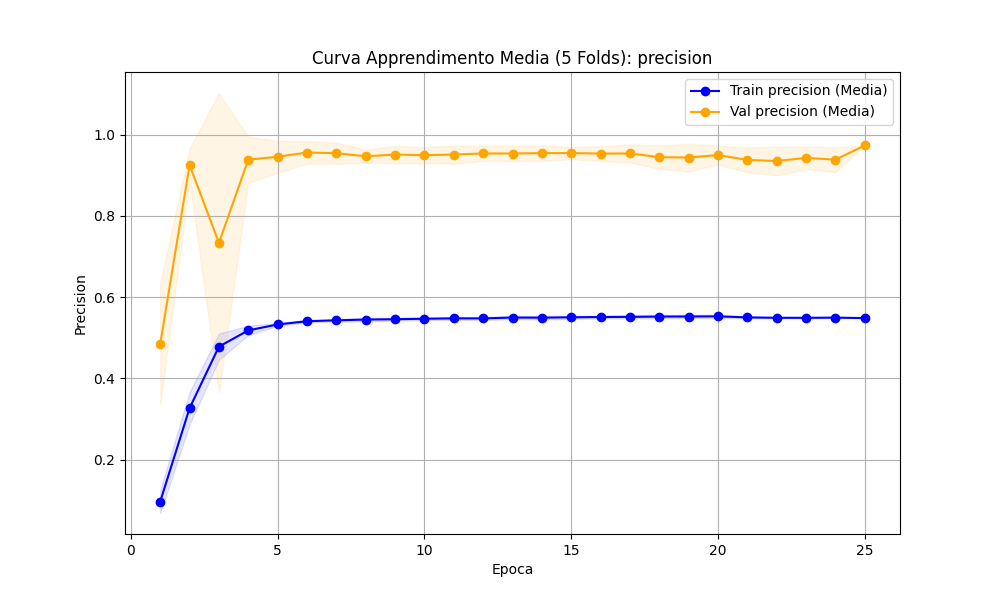 Curva Apprendimento Media (5 Folds): precision
Train precision (Media)
Val precision (Media)
Precision
1.0
0.8
0.6
0.4
0.2
0
5
10
15
20
25
Epoca